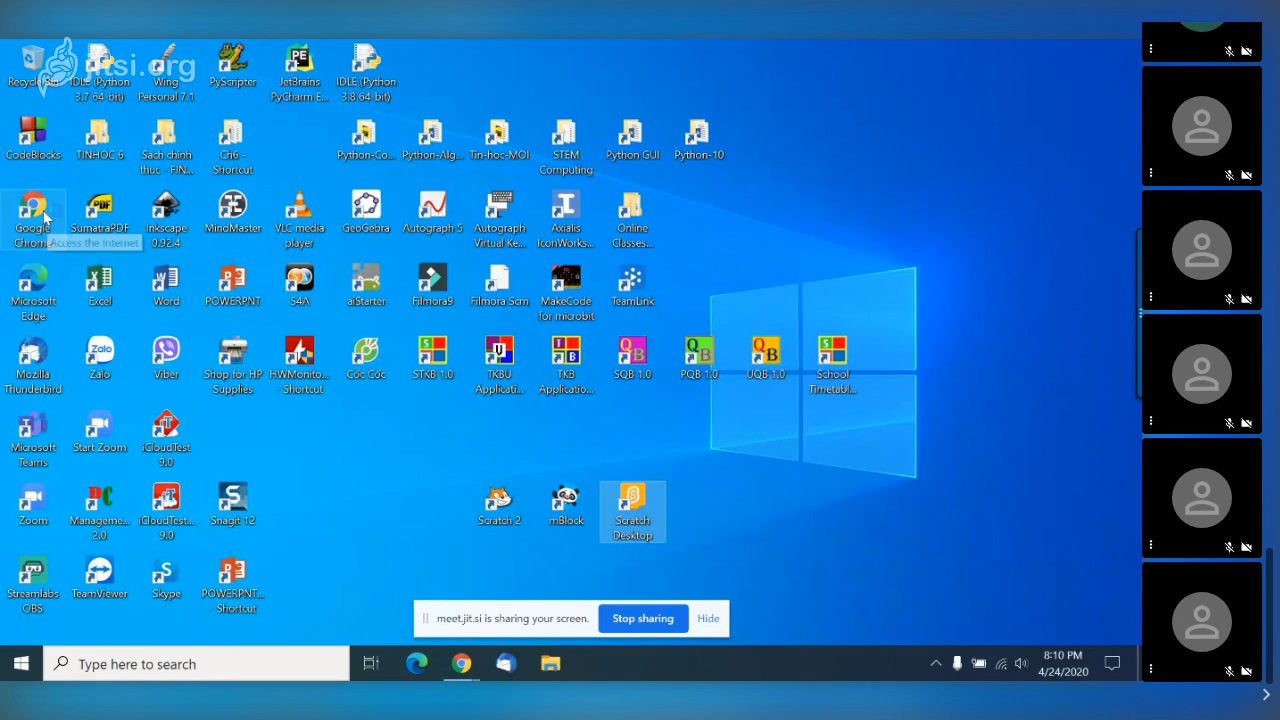 jitsi.org
Recycle Bin
IDLE (Python
3.7 64-bit)
Wing
Personal 7.1
PyScripter
JetBrains
PyCharm E...
IDLE (Python
3.8 64-bit)
CodeBlocks
TINHOC 6
Sach chinh
thuc - FIN...
Ch6 -
Shortcut
Python-Co...
Python-Alg...
Tin-hoc-MOI
STEM
Computing
Python GUI
Python-10
Google
Chrome
Access the Internet
SumatraPDF
Inkscape
0.92.4
MindMaster
VLC media
player
GeoGebra
Autograph 5
Autograph
Virtual Ke...
Axialis
IconWorks...
Online
Classes...
Microsoft
Edge
Excel
Word
POWERPNT
S4A
aiStarter
Filmora9
Filmora Scrn
MakeCode
for microbit
TeamLink
Mozilla
Thunderbird
Zalo
Viber
Shop for HP
Supplies
HWMonito...
- Shortcut
Cốc Cốc
STKB 1.0
TKBU
Applicati...
TKB
Applicatio...
SQB 1.0
PQB 1.0
UQB 1.0
School
Timetabl...
Microsoft
Teams
Start Zoom
iCloudTest
9.0
Zoom
Manageme...
2.0
iCloudTest...
9.0
Snagit 12
Scratch 2
mBlock
Scratch
Desktop
Streamlabs
OBS
TeamViewer
Skype
POWERPNT...
- Shortcut
meet.jit.si is sharing your screen.
Stop sharing
Hide
Type here to search
8:10 PM
4/24/2020